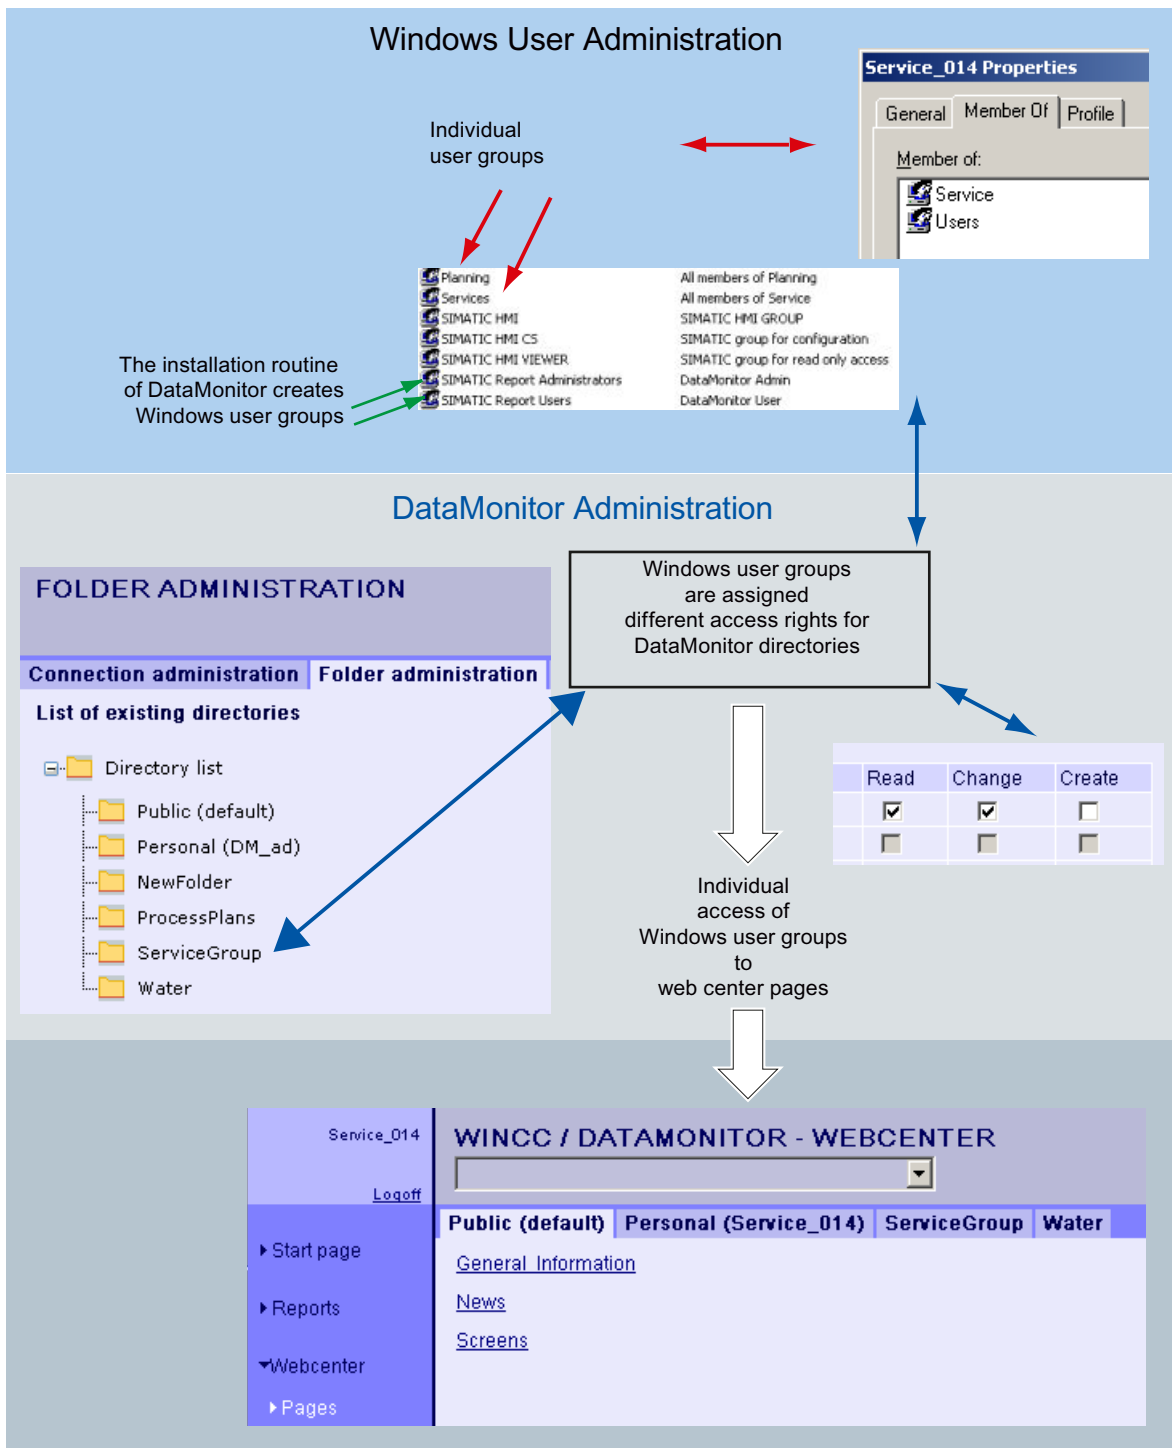 Windows User Administration
Service_014 Properties
General Member Of Profile
Member of:
Service
Users
Individual
user groups
Planning All members of Planning
Services All members of Service
SIMATIC HMI SIMATIC HMI GROUP
SIMATIC HMI CS SIMATIC group for configuration
SIMATIC HMI VIEWER SIMATIC group for read only access
SIMATIC Report Administrators DataMonitor Admin
SIMATIC Report Users DataMonitor User
The installation routine
of DataMonitor creates
Windows user groups
DataMonitor Administration
FOLDER ADMINISTRATION
Connection administration Folder administration
List of existing directories
Directory list
Public (default)
Personal (DM_ad)
NewFolder
ProcessPlans
ServiceGroup
Water
Windows user groups
are assigned
different access rights for
DataMonitor directories
Read Change Create
Individual
access of
Windows user groups
to
web center pages
Service_014
Logoff
Start page
Reports
Webcenter
Pages
WINCC / DATAMONITOR - WEBCENTER
Public (default) Personal (Service_014) ServiceGroup Water
General Information
News
Screens